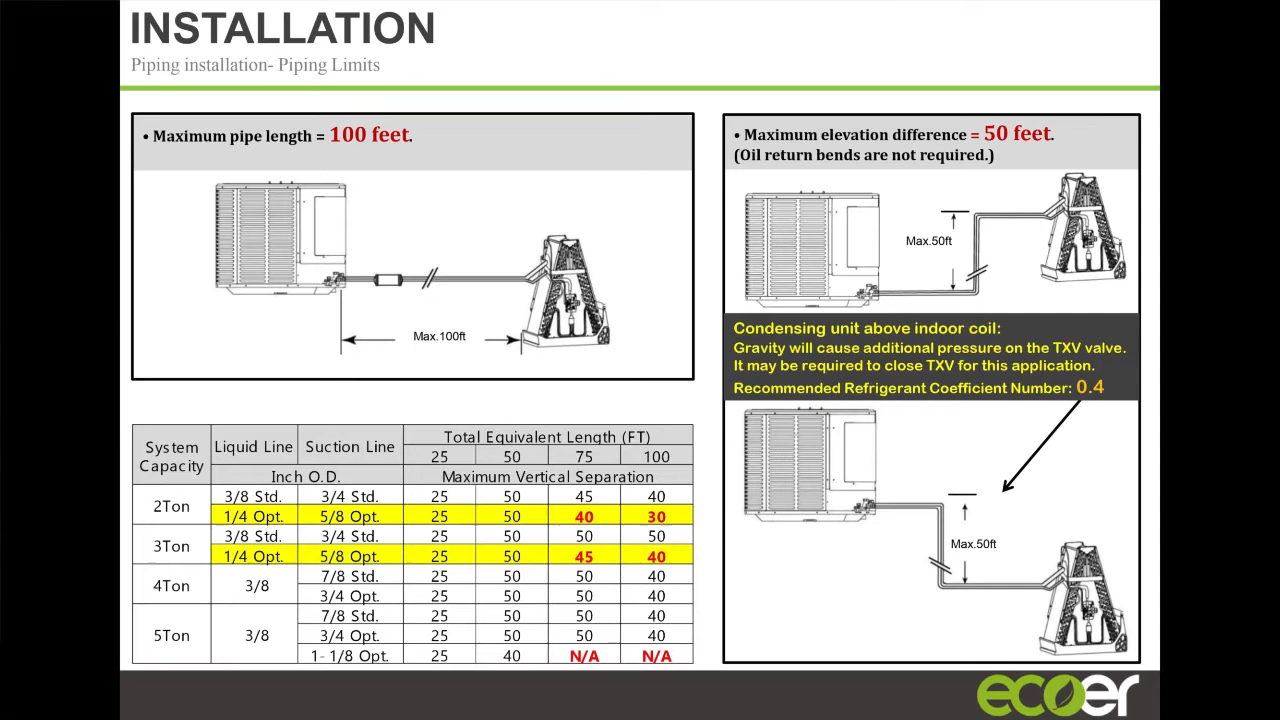 INSTALLATION
Piping installation- Piping Limits
• Maximum pipe length = 100 feet.
Max.100ft
• Maximum elevation difference = 50 feet.
(Oil return bends are not required.)
Max.50ft
Condensing unit above indoor coil:
Gravity will cause additional pressure on the TXV valve.
It may be required to close TXV for this application.
Recommended Refrigerant Coefficient Number: 0.4
Max.50ft
System Capacity Liquid Line Suction Line Total Equivalent Length (FT)
25 50 75 100
Inch O.D. Maximum Vertical Separation
2Ton 3/8 Std. 3/4 Std. 25 50 45 40
1/4 Opt. 5/8 Opt. 25 50 40 30
3Ton 3/8 Std. 3/4 Std. 25 50 50 50
1/4 Opt. 5/8 Opt. 25 50 45 40
4Ton 3/8 7/8 Std. 25 50 50 40
3/4 Opt. 25 50 50 40
5Ton 3/8 7/8 Std. 25 50 50 40
3/4 Opt. 25 50 50 40
1- 1/8 Opt. 25 40 N/A N/A
ecoer